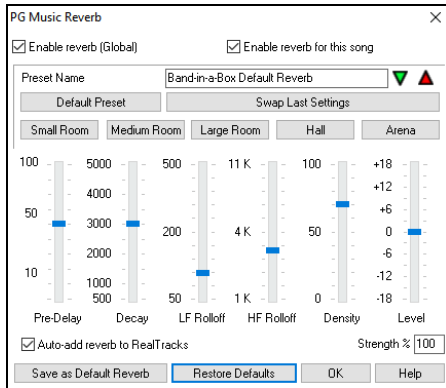 PG Music Reverb
Enable reverb (Global) Enable reverb for this song
Preset Name Band-in-a-Box Default Reverb
Default Preset Swap Last Settings
Small Room Medium Room Large Room Hall Arena
100 5000 500 11 K 100 +18
4000 +12
50 3000 200 4 K 50 +6
0
2000 -6
10 1000 -12
500 50 1 K 0 -18
Pre-Delay Decay LF Rolloff HF Rolloff Density Level
Auto-add reverb to RealTracks Strength % 100
Save as Default Reverb Restore Defaults OK Help